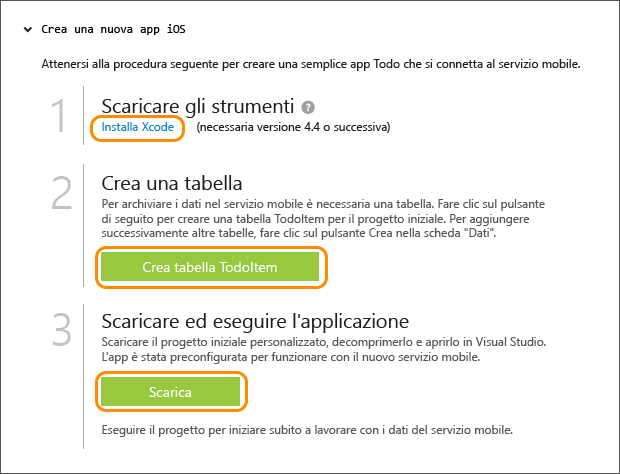 Crea una nuova app iOS
Attenersi alla procedura seguente per creare una semplice app Todo che si connetta al servizio mobile.
1
Scaricare gli strumenti ?
Installa Xcode (necessaria versione 4.4 o successiva)
2
Crea una tabella
Per archiviare i dati nel servizio mobile è necessaria una tabella. Fare clic sul pulsante
di seguito per creare una tabella TodoItem per il progetto iniziale. Per aggiungere
successivamente altre tabelle, fare clic sul pulsante Crea nella scheda "Dati".
Crea tabella TodoItem
3
Scaricare ed eseguire l'applicazione
Scaricare il progetto iniziale personalizzato, decomprimerlo e aprirlo in Visual Studio.
L'app è stata preconfigurata per funzionare con il nuovo servizio mobile.
Scarica
Eseguire il progetto per iniziare subito a lavorare con i dati del servizio mobile.